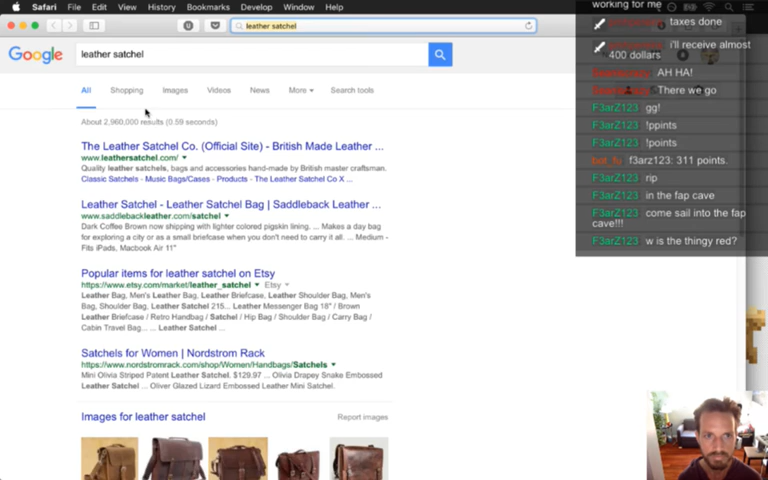 Safari File Edit View History Bookmarks Develop Window Help
leather satchel
Google leather satchel
All Shopping Images Videos News More Search tools
About 2,960,000 results (0.59 seconds)
The Leather Satchel Co. (Official Site) - British Made Leather ...
www.leathersatchel.com/
Quality leather satchels, bags and accessories hand-made by British master craftsman.
Classic Satchels - Music Bags/Cases - Products - The Leather Satchel Co X ...
Leather Satchel - Leather Satchel Bag | Saddleback Leather ...
www.saddlebackleather.com/satchel
Dark Coffee Brown now shipping with lighter colored pigskin lining. ... Makes a day bag
for exploring a city or as a small briefcase when you don't need to carry it all. ... Medium -
Fits iPads, Macbook Air 11"
Popular items for leather satchel on Etsy
https://www.etsy.com/market/leather_satchel Etsy
Leather Bag, Men's Leather Bag, Leather Briefcase, Leather Shoulder Bag, Men's
Bag, Shoulder Bag, Leather Satchel 215... Leather Messenger Bag 18" / Brown
Leather Briefcase / Retro Handbag / Satchel / Hip Bag / Shoulder Bag / Carry Bag /
Cabin Travel Bag... ... Leather Satchel ...
Satchels for Women | Nordstrom Rack
https://www.nordstromrack.com/shop/Women/Handbags/Satchels
Mini Olivia Striped Patent Leather Satchel. $129.97 ... Olivia Drapey Snake Embossed
Leather Satchel ... Oliver Glazed Lizard Embossed Leather Mini Satchel.
Images for leather satchel Report images
working for me
taxes done
i'll receive almost
400 dollars
AH HA!
There we go
F3arZ123 gg!
F3arZ123 !ppints
F3arZ123 !points
f3arz123: 311 points.
F3arZ123 rip
F3arZ123 in the fap cave
F3arZ123 come sail into the fap
cave!!!
F3arZ123 w is the thingy red?